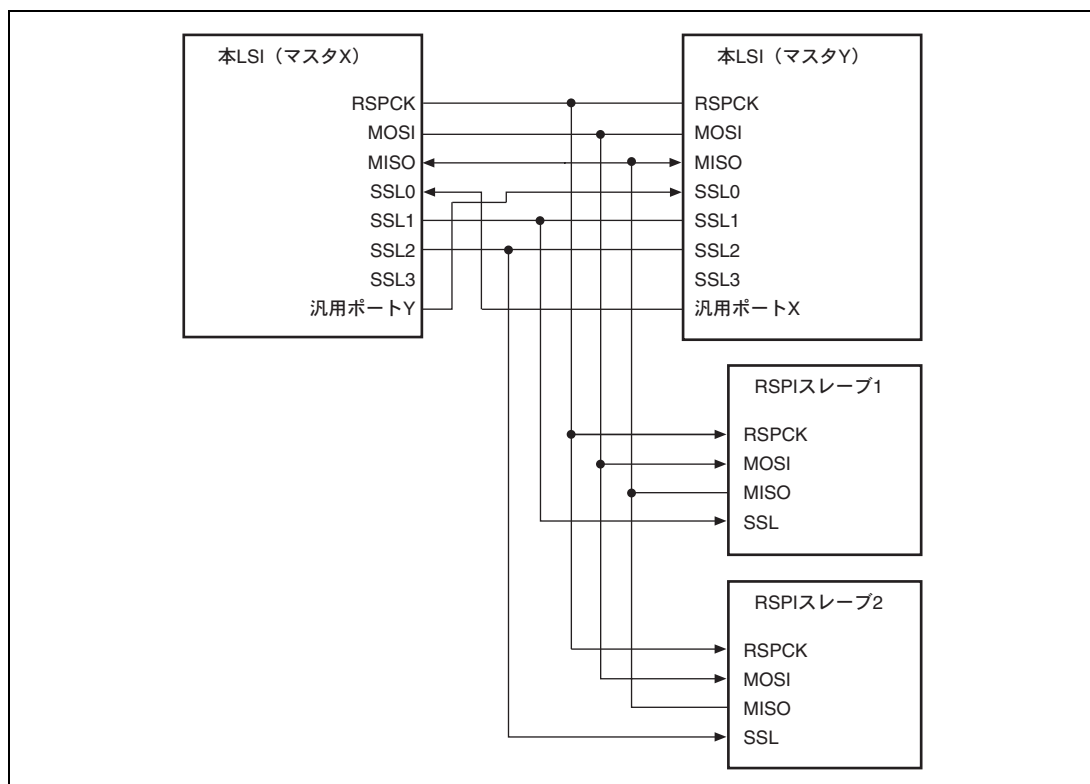 本LSI（マスタX）
RSPCK
MOSI
MISO
SSL0
SSL1
SSL2
SSL3
汎用ポートY
本LSI（マスタY）
RSPCK
MOSI
MISO
SSL0
SSL1
SSL2
SSL3
汎用ポートX
RSPIスレーブ1
RSPCK
MOSI
MISO
SSL
RSPIスレーブ2
RSPCK
MOSI
MISO
SSL